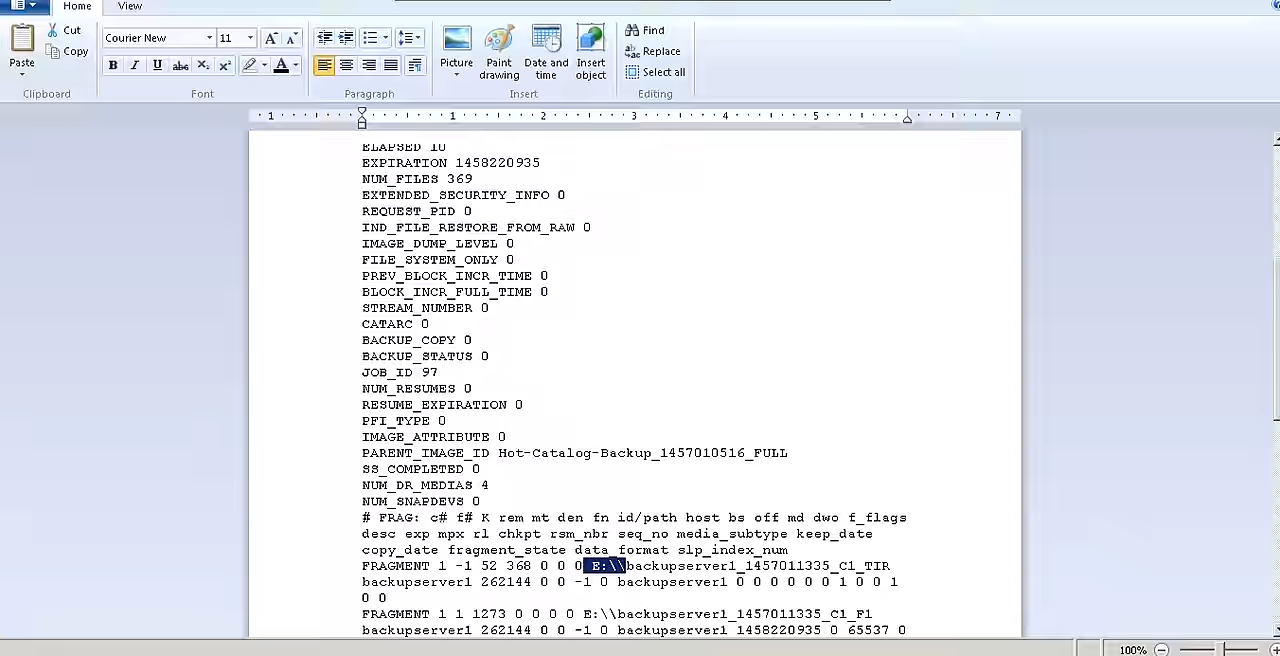 Home View
Cut
Copy
Paste
Clipboard
Courier New 11
Font
Paragraph
Picture
Paint drawing
Date and time
Insert object
Insert
Find
Replace
Select all
Editing
1 1 2 3 4 5 7
ELAPSED 10
EXPIRATION 1458220935
NUM_FILES 369
EXTENDED_SECURITY_INFO 0
REQUEST_PID 0
IND_FILE_RESTORE_FROM_RAW 0
IMAGE_DUMP_LEVEL 0
FILE_SYSTEM_ONLY 0
PREV_BLOCK_INCR_TIME 0
BLOCK_INCR_FULL_TIME 0
STREAM_NUMBER 0
CATARC 0
BACKUP_COPY 0
BACKUP_STATUS 0
JOB_ID 97
NUM_RESUMES 0
RESUME_EXPIRATION 0
PFI_TYPE 0
IMAGE_ATTRIBUTE 0
PARENT_IMAGE_ID Hot-Catalog-Backup_1457010516_FULL
SS_COMPLETED 0
NUM_DR_MEDIAS 4
NUM_SNAPDEVS 0
# FRAG: c# f# K rem mt den fn id/path host bs off md dwo f_flags
desc exp mpx rl chkpt rsm_nbr seq_no media_subtype keep_date
copy_date fragment_state data_format slp_index_num
FRAGMENT 1 -1 52 368 0 0 0 E:\\backupserver1_1457011335_C1_TIR
backupserver1 262144 0 0 -1 0 backupserver1 0 0 0 0 0 0 1 0 0 1
0 0
FRAGMENT 1 1 1273 0 0 0 0 E:\\backupserver1_1457011335_C1_F1
backupserver1 262144 0 0 -1 0 backupserver1 1458220935 0 65537 0
100%